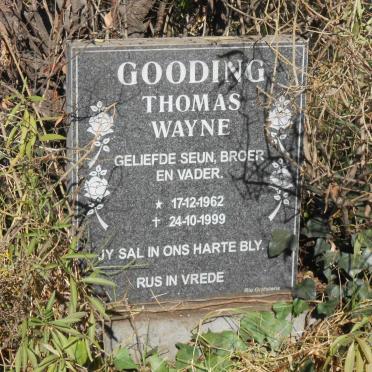 GOODING
THOMAS
WAYNE
GELIEFDE SEUN, BROER
EN VADER.
★ 17-12-1962
✝ 24-10-1999
JY SAL IN ONS HARTE BLY.
RUS IN VREDE